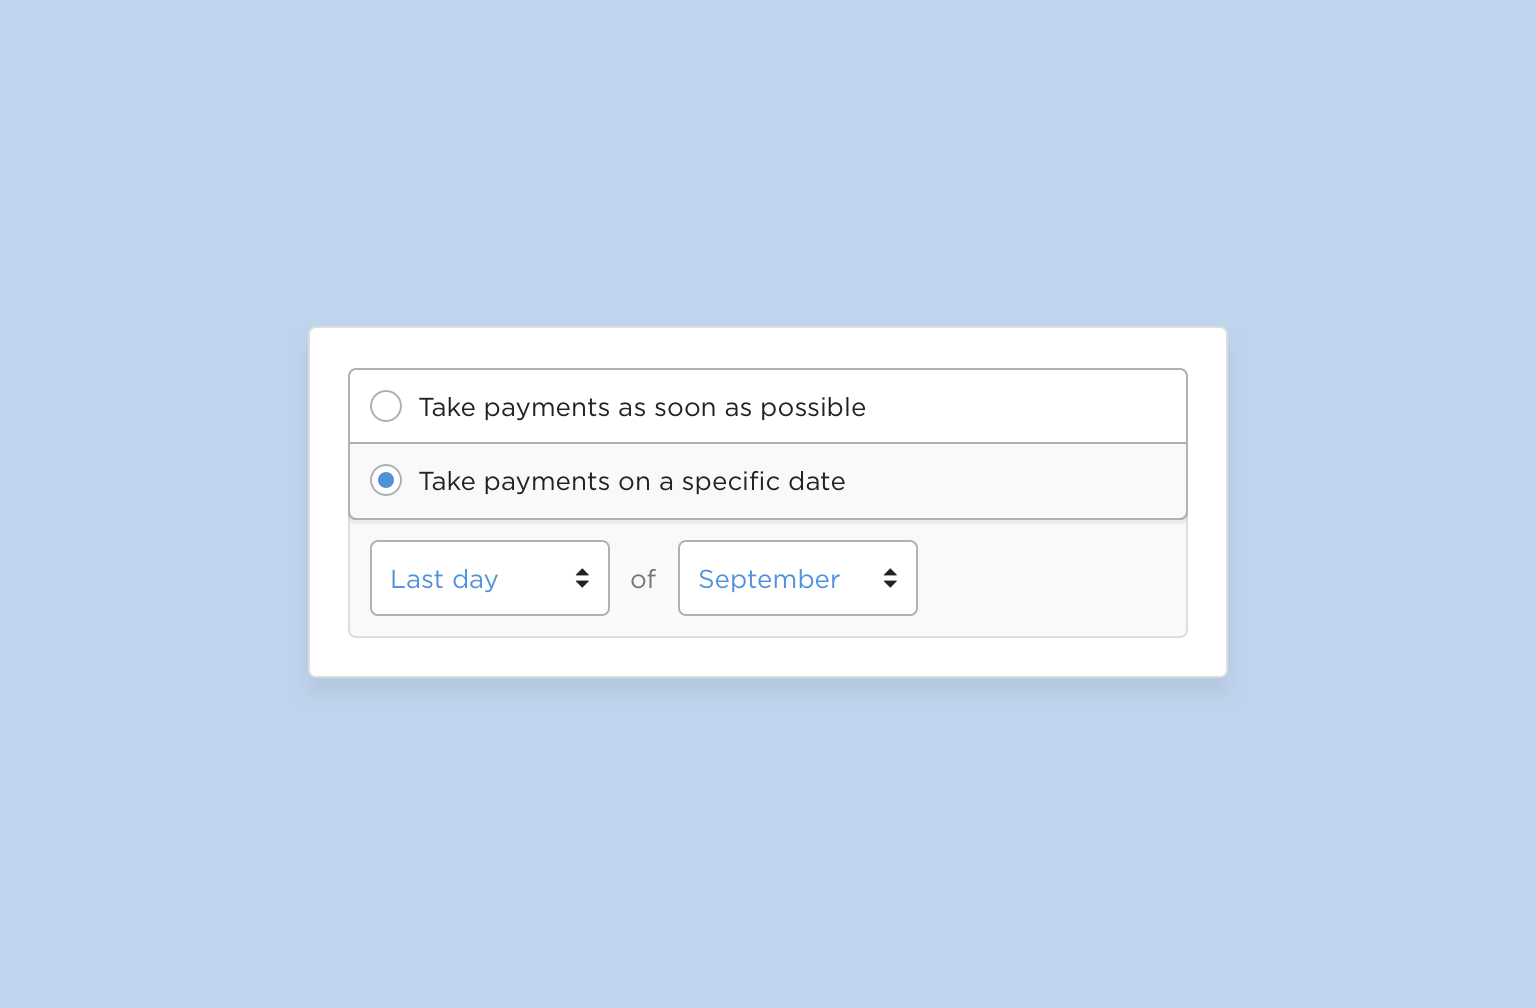 Take payments as soon as possible
Take payments on a specific date
Last day of September